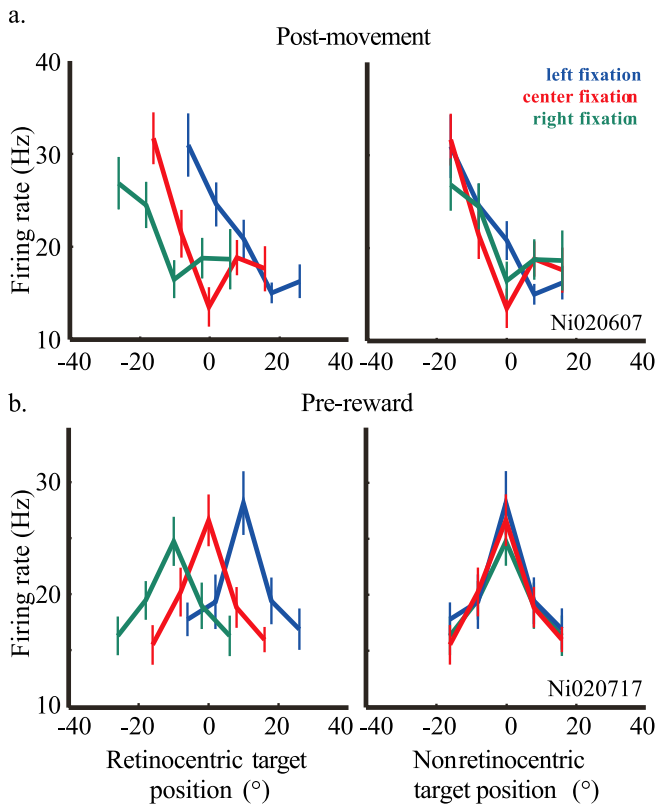 a.
Post-movement
40
30
20
10
Firing rate (Hz)
-40 -20 0 20 40
-40 -20 0 20 40
left fixation
center fixation
right fixation
Ni020607
b.
Pre-reward
30
20
10
Firing rate (Hz)
-40 -20 0 20 40
-40 -20 0 20 40
Ni020717
Retinocentric target
position (°)
Nonretinocentric
target position (°)